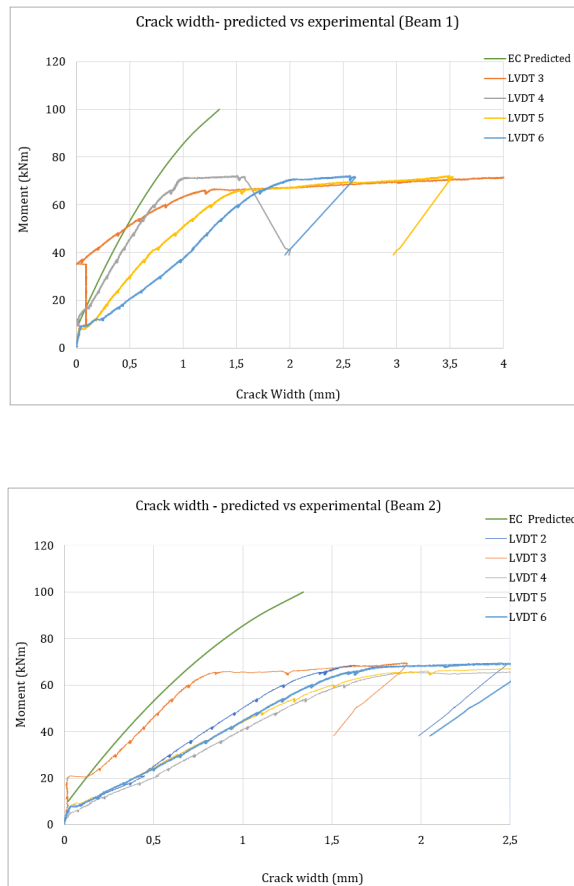 Crack width- predicted vs experimental (Beam 1)
EC Predicted
LVDT 3
LVDT 4
LVDT 5
LVDT 6
Moment (kNm)
120
100
80
60
40
20
0
0 0,5 1 1,5 2 2,5 3 3,5 4
Crack Width (mm)
Crack width - predicted vs experimental (Beam 2)
EC Predicted
LVDT 2
LVDT 3
LVDT 4
LVDT 5
LVDT 6
Moment (kNm)
120
100
80
60
40
20
0
0 0,5 1 1,5 2 2,5
Crack width (mm)